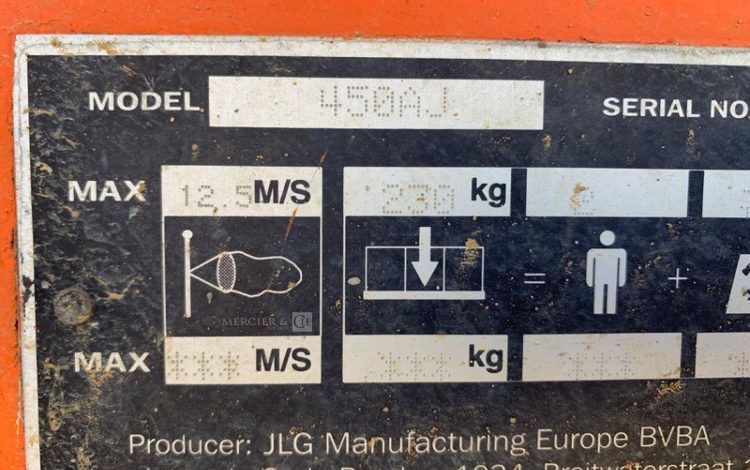 MODEL 450AJ SERIAL NO.
MAX 12.5 M/S 230 kg 2
= +
MERCIER & CIE
MAX *** M/S *** kg ***
Producer: JLG Manufacturing Europe BVBA